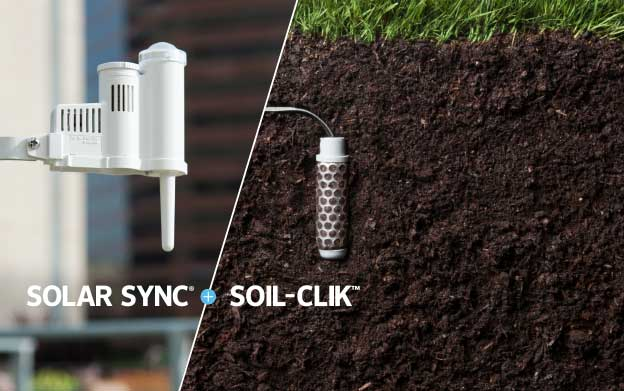 SOLAR SYNC® + SOIL-CLIK™